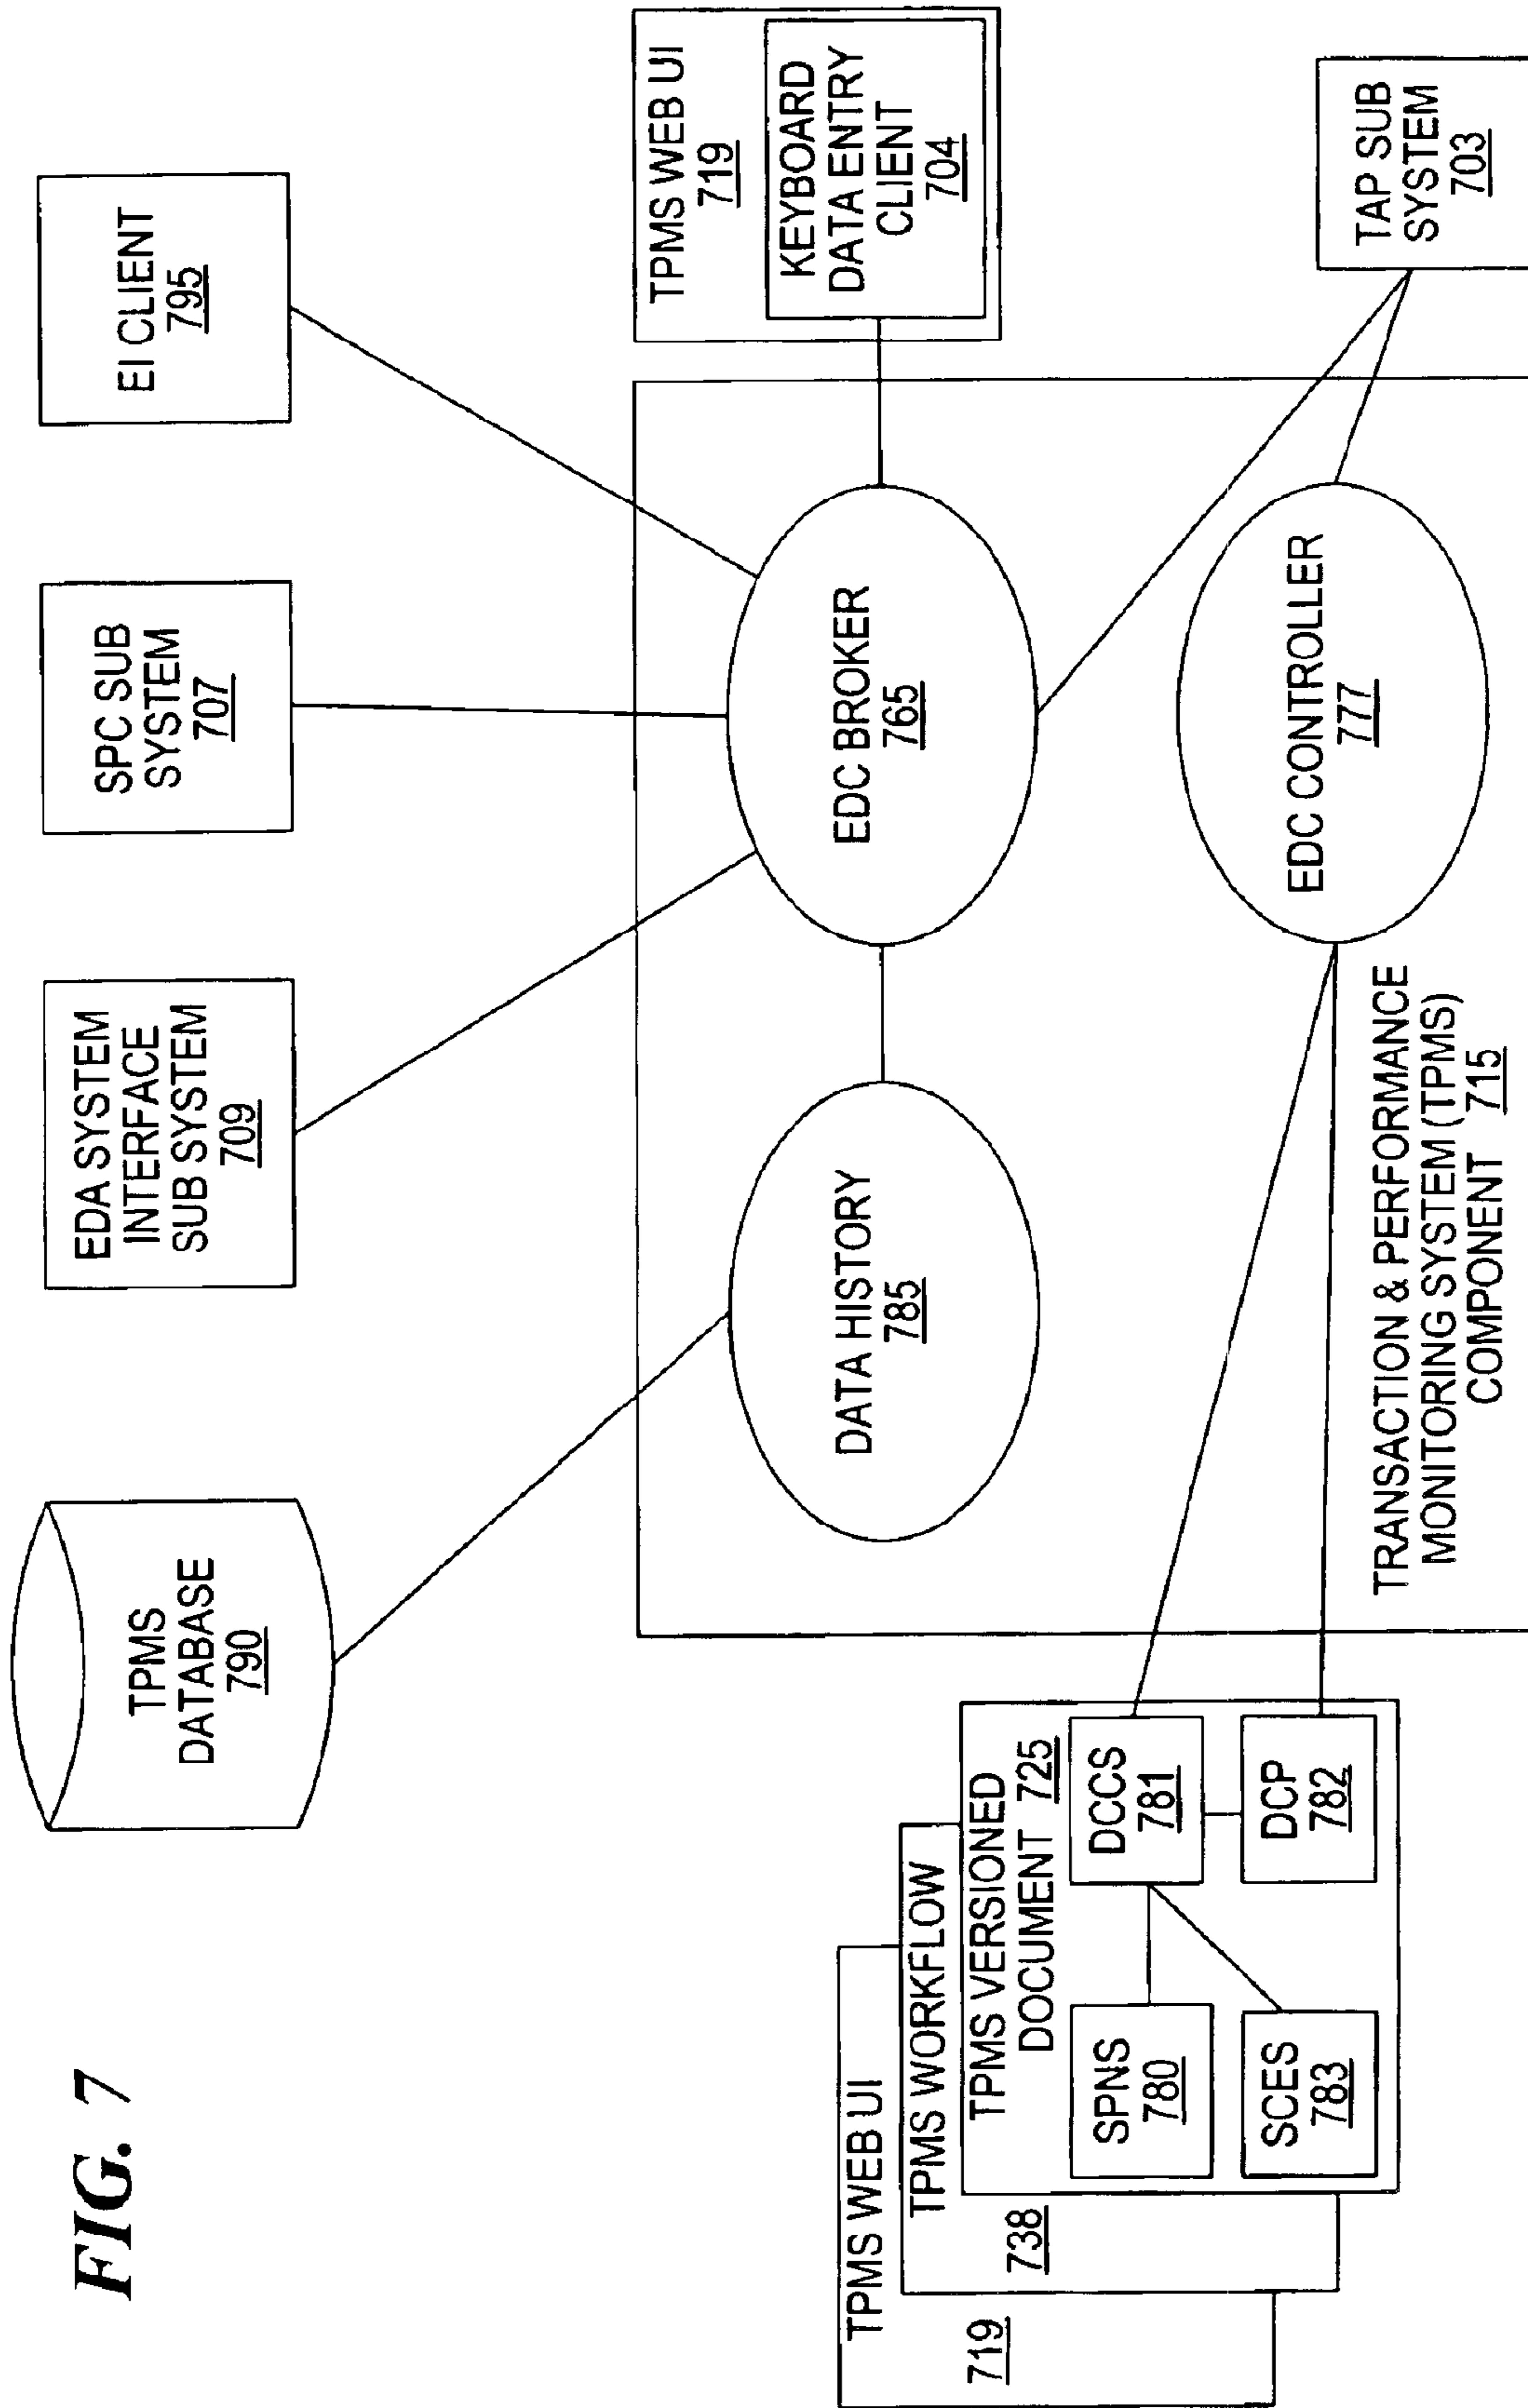 FIG. 7
TPMS
DATABASE
790
EDA SYSTEM
INTERFACE
SUB SYSTEM
709
SPC SUB
SYSTEM
707
EI CLIENT
795
TPMS WEB UI
719
KEYBOARD
DATA ENTRY
CLIENT
704
DATA HISTORY
785
EDC BROKER
765
EDC CONTROLLER
777
TAP SUB
SYSTEM
703
TRANSACTION & PERFORMANCE
MONITORING SYSTEM (TPMS)
COMPONENT 715
TPMS WEB UI
719
TPMS WORKFLOW
738
TPMS VERSIONED
DOCUMENT 725
SPNS
780
DCCS
781
SCES
783
DCP
782